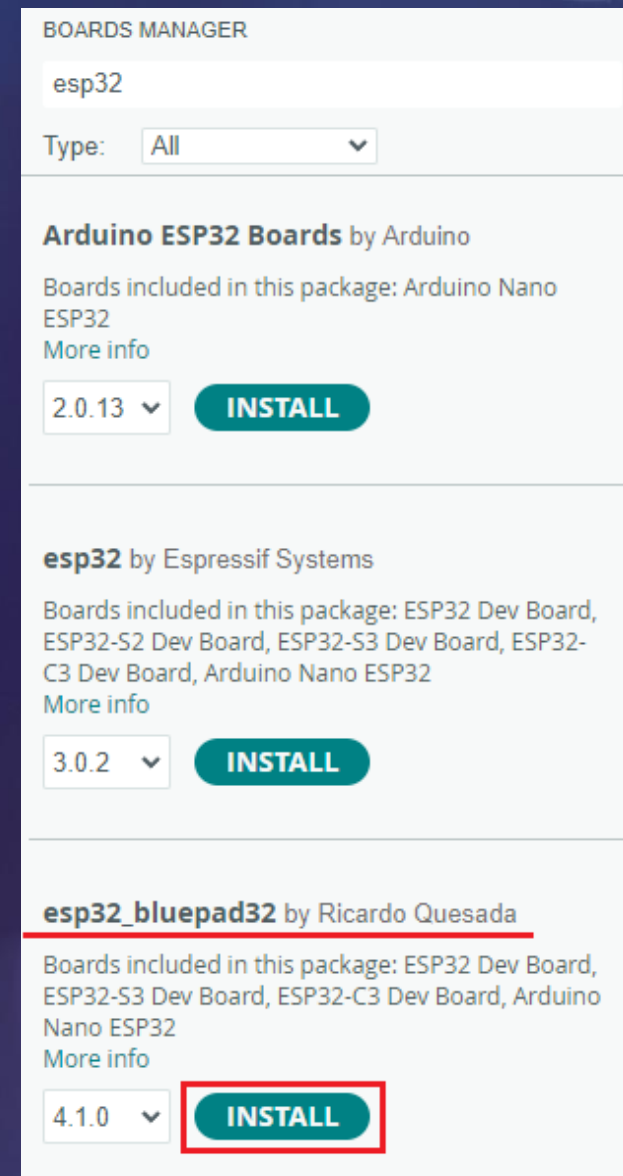 BOARDS MANAGER
esp32
Type: All
Arduino ESP32 Boards by Arduino
Boards included in this package: Arduino Nano
ESP32
More info
2.0.13 INSTALL
esp32 by Espressif Systems
Boards included in this package: ESP32 Dev Board,
ESP32-S2 Dev Board, ESP32-S3 Dev Board, ESP32-
C3 Dev Board, Arduino Nano ESP32
More info
3.0.2 INSTALL
esp32_bluepad32 by Ricardo Quesada
Boards included in this package: ESP32 Dev Board,
ESP32-S3 Dev Board, ESP32-C3 Dev Board, Arduino
Nano ESP32
More info
4.1.0 INSTALL